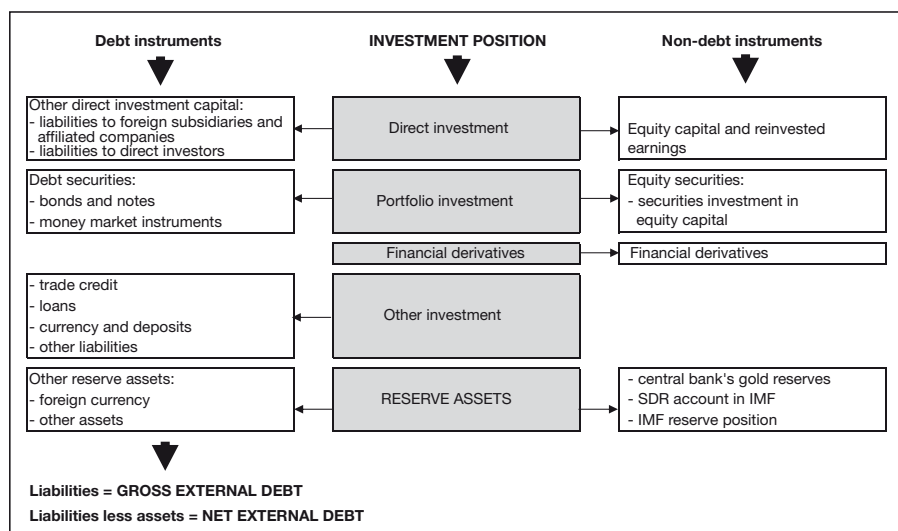 Debt instruments
INVESTMENT POSITION
Non-debt instruments
Other direct investment capital:
- liabilities to foreign subsidiaries and
affiliated companies
- liabilities to direct investors
Direct investment
Equity capital and reinvested
earnings
Debt securities:
- bonds and notes
- money market instruments
Portfolio investment
Equity securities:
- securities investment in
equity capital
Financial derivatives
Financial derivatives
- trade credit
- loans
- currency and deposits
- other liabilities
Other investment
Other reserve assets:
- foreign currency
- other assets
RESERVE ASSETS
- central bank's gold reserves
- SDR account in IMF
- IMF reserve position
Liabilities = GROSS EXTERNAL DEBT
Liabilities less assets = NET EXTERNAL DEBT